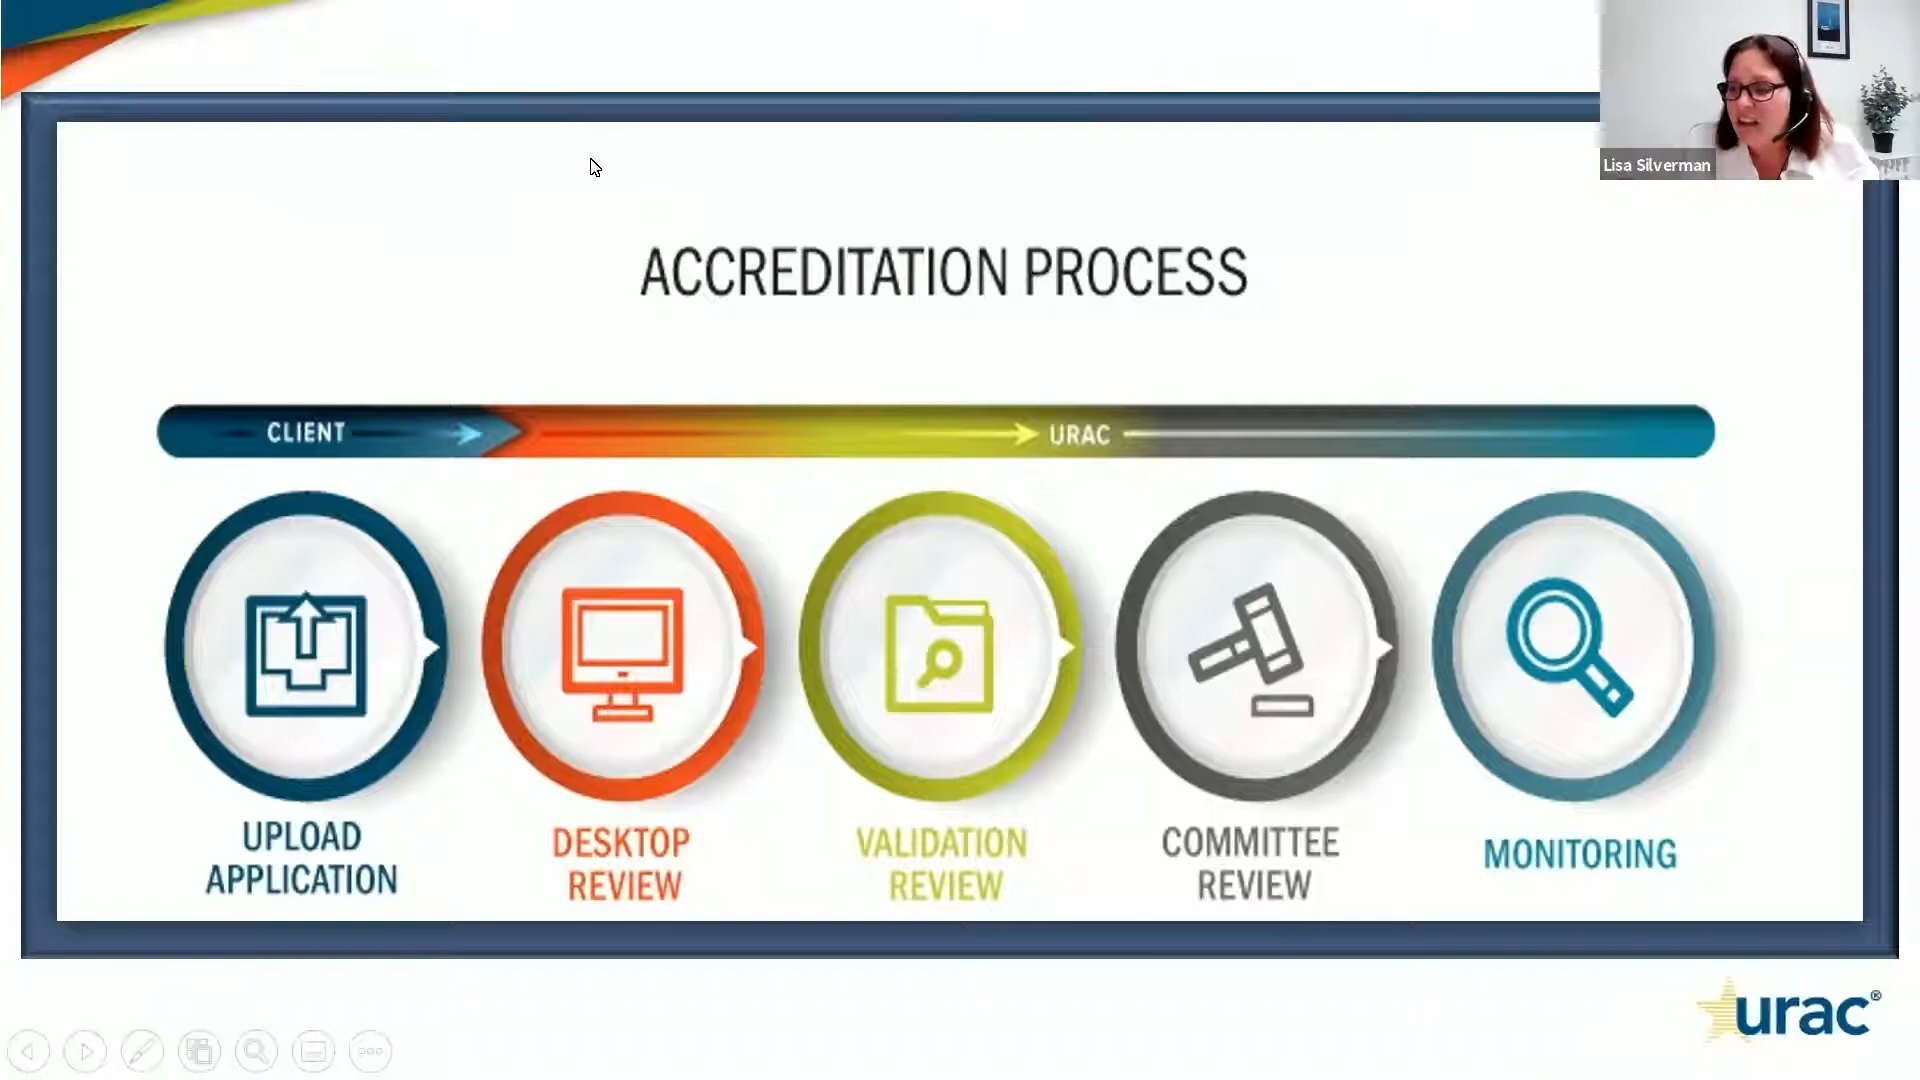 Lisa Silverman
ACCREDITATION PROCESS
CLIENT
URAC
UPLOAD
APPLICATION
DESKTOP
REVIEW
VALIDATION
REVIEW
COMMITTEE
REVIEW
MONITORING
urac®